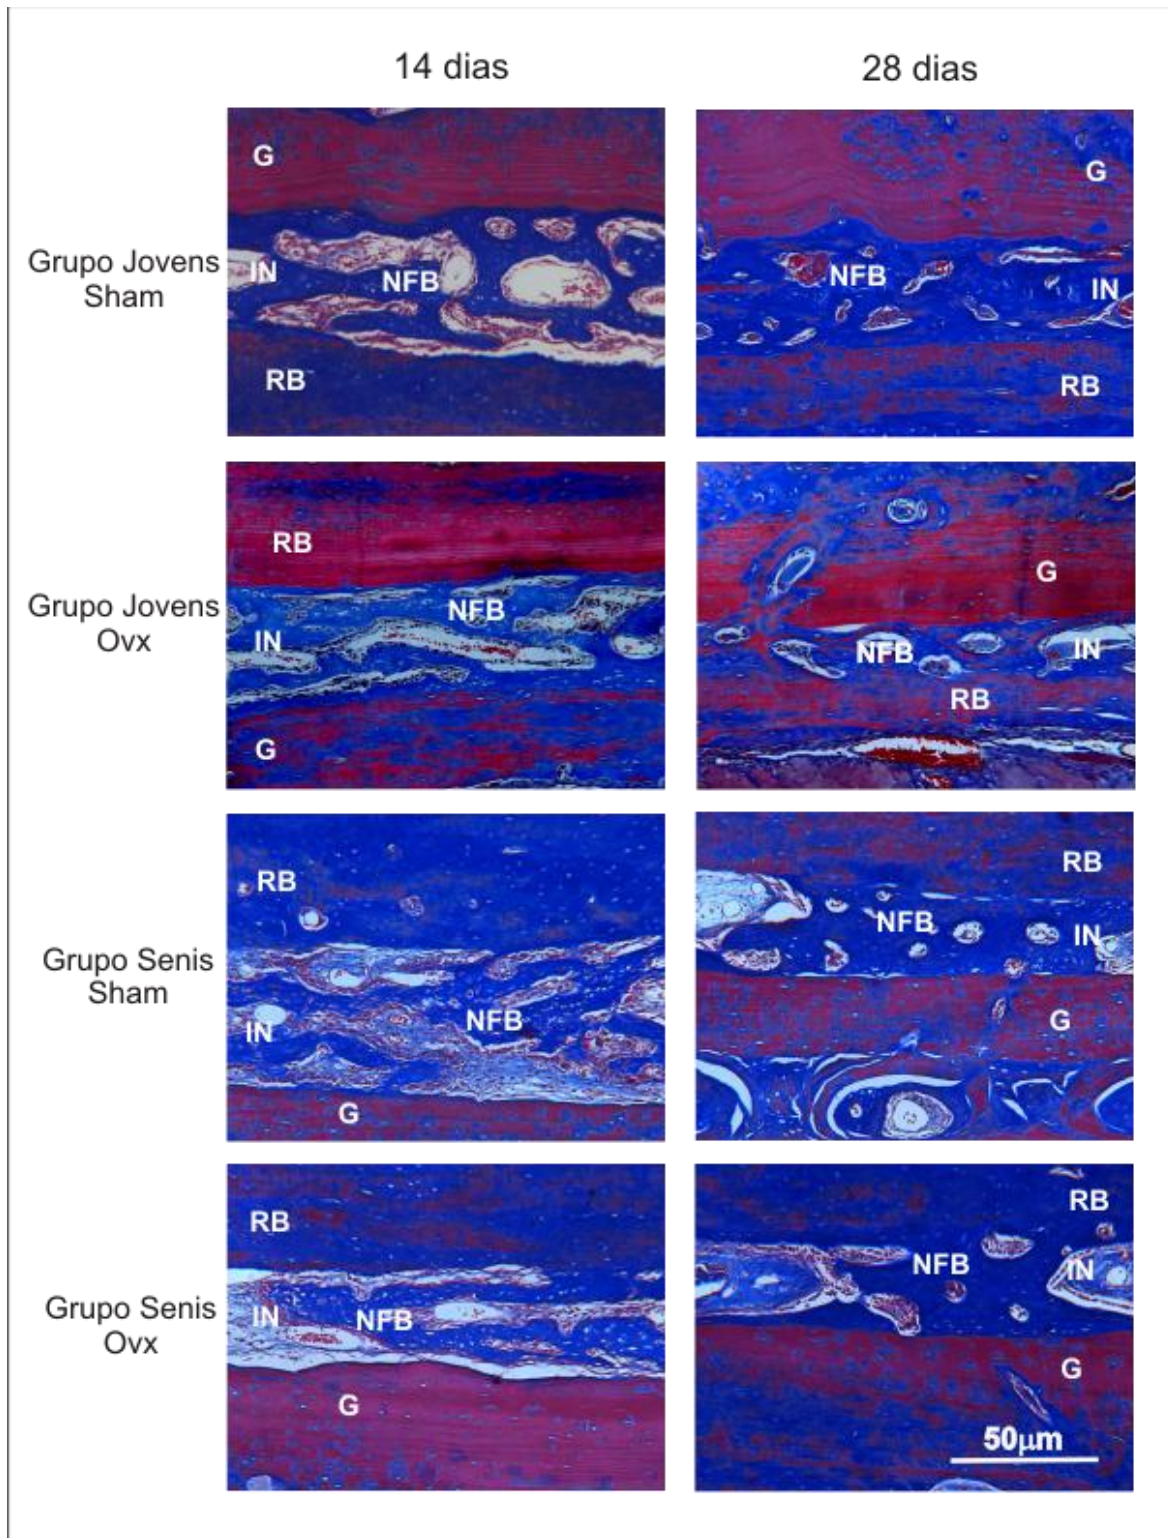 14 dias
28 dias
Grupo Jovens
Sham
G
IN
NFB
RB
G
NFB
IN
RB
Grupo Jovens
Ovx
RB
NFB
IN
G
G
NFB
IN
RB
Grupo Senis
Sham
RB
IN
NFB
G
RB
NFB
IN
G
Grupo Senis
Ovx
RB
IN
NFB
G
RB
NFB
IN
G
50μm